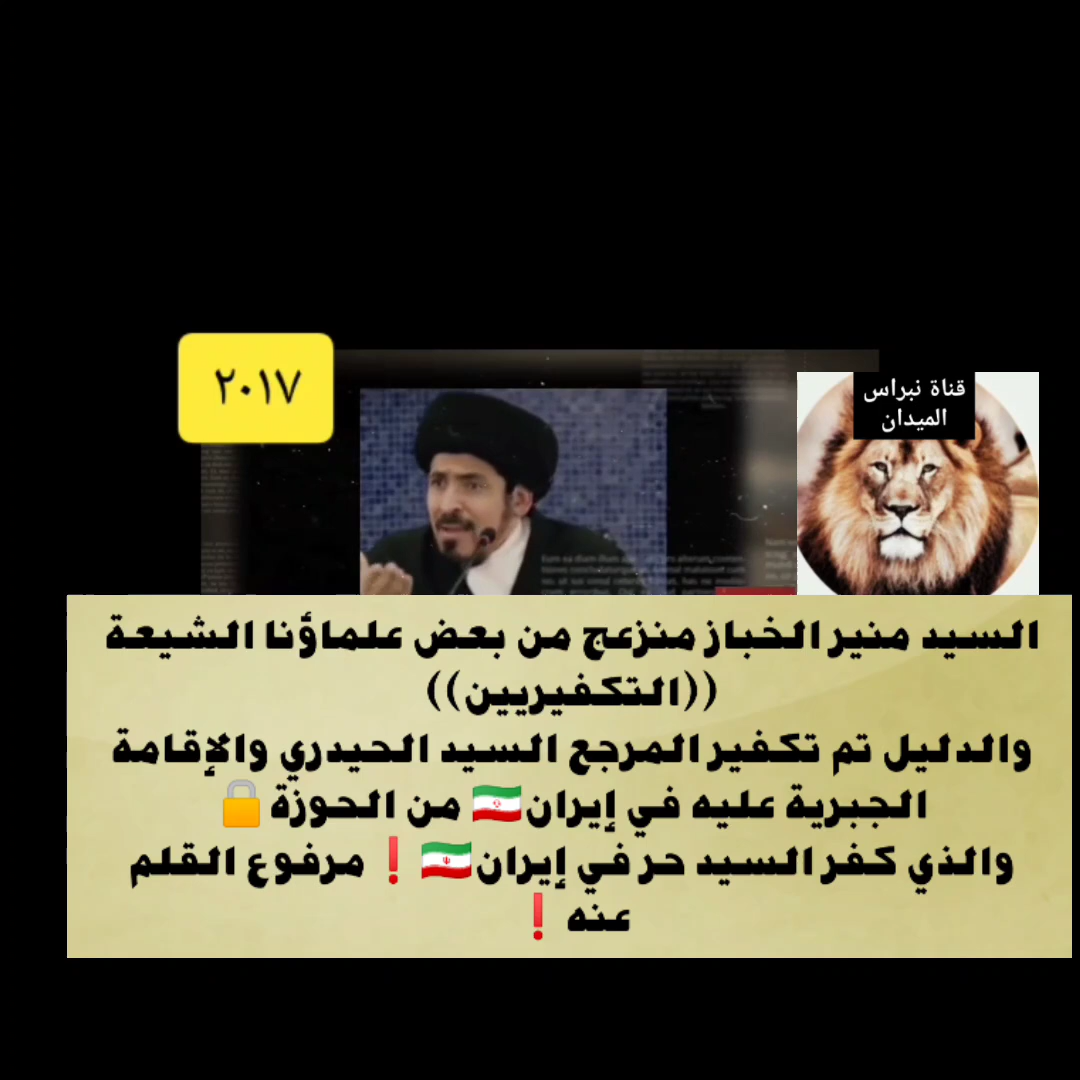 ٢٠١٧
قناة نبراس
الميدان
السيد منير الخباز منزعج من بعض علماؤنا الشيعة
((التكفيريين))
والدليل تم تكفير المرجع السيد الحيدري والإقامة
الجبرية عليه في إيران🇮🇷 من الحوزة🔒
والذي كفر السيد حر في إيران🇮🇷❗مرفوع القلم
عنه❗